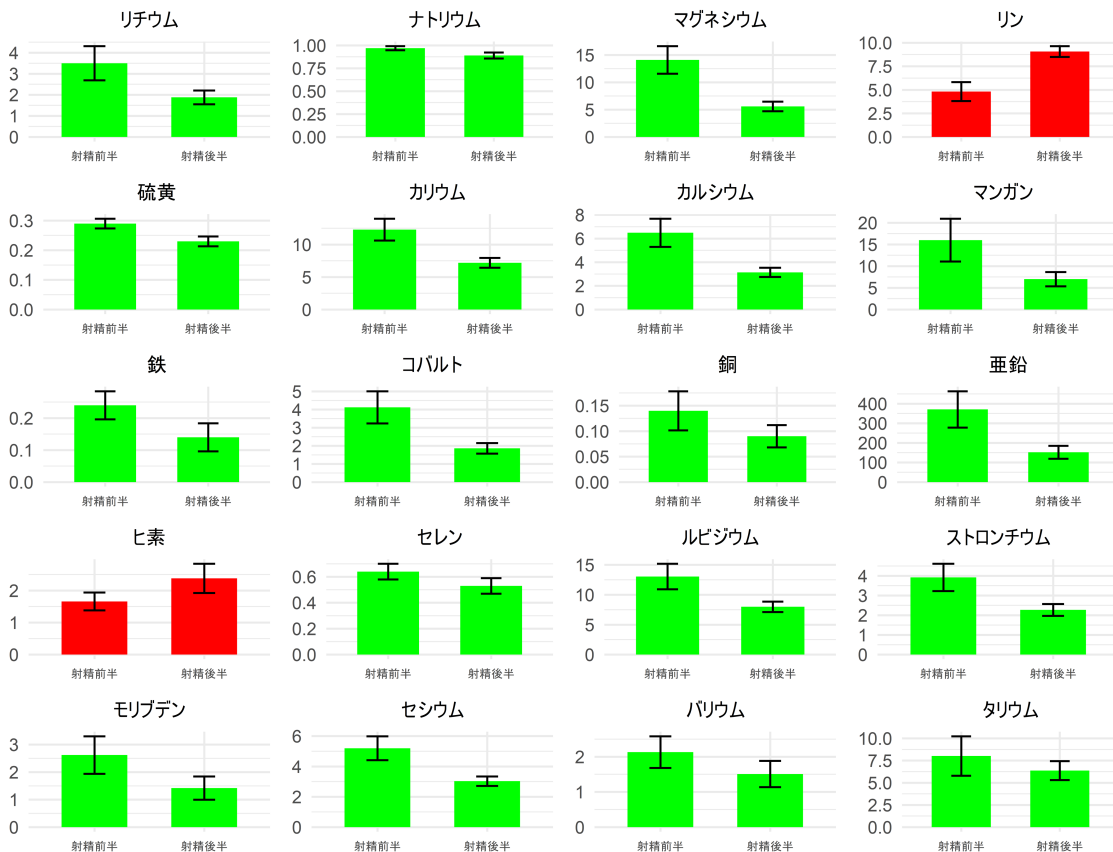 リチウム
4
3
2
1
0
射精前半 射精後半
ナトリウム
1.00
0.75
0.50
0.25
0.00
射精前半 射精後半
マグネシウム
15
10
5
0
射精前半 射精後半
リン
10.0
7.5
5.0
2.5
0.0
射精前半 射精後半
硫黄
0.3
0.2
0.1
0.0
射精前半 射精後半
カリウム
10
5
0
射精前半 射精後半
カルシウム
8
6
4
2
0
射精前半 射精後半
マンガン
20
15
10
5
0
射精前半 射精後半
鉄
0.2
0.1
0.0
射精前半 射精後半
コバルト
5
4
3
2
1
0
射精前半 射精後半
銅
0.15
0.10
0.05
0.00
射精前半 射精後半
亜鉛
400
300
200
100
0
射精前半 射精後半
ヒ素
2
1
0
射精前半 射精後半
セレン
0.6
0.4
0.2
0.0
射精前半 射精後半
ルビジウム
15
10
5
0
射精前半 射精後半
ストロンチウム
4
3
2
1
0
射精前半 射精後半
モリブデン
3
2
1
0
射精前半 射精後半
セシウム
6
4
2
0
射精前半 射精後半
バリウム
2
1
0
射精前半 射精後半
タリウム
10.0
7.5
5.0
2.5
0.0
射精前半 射精後半